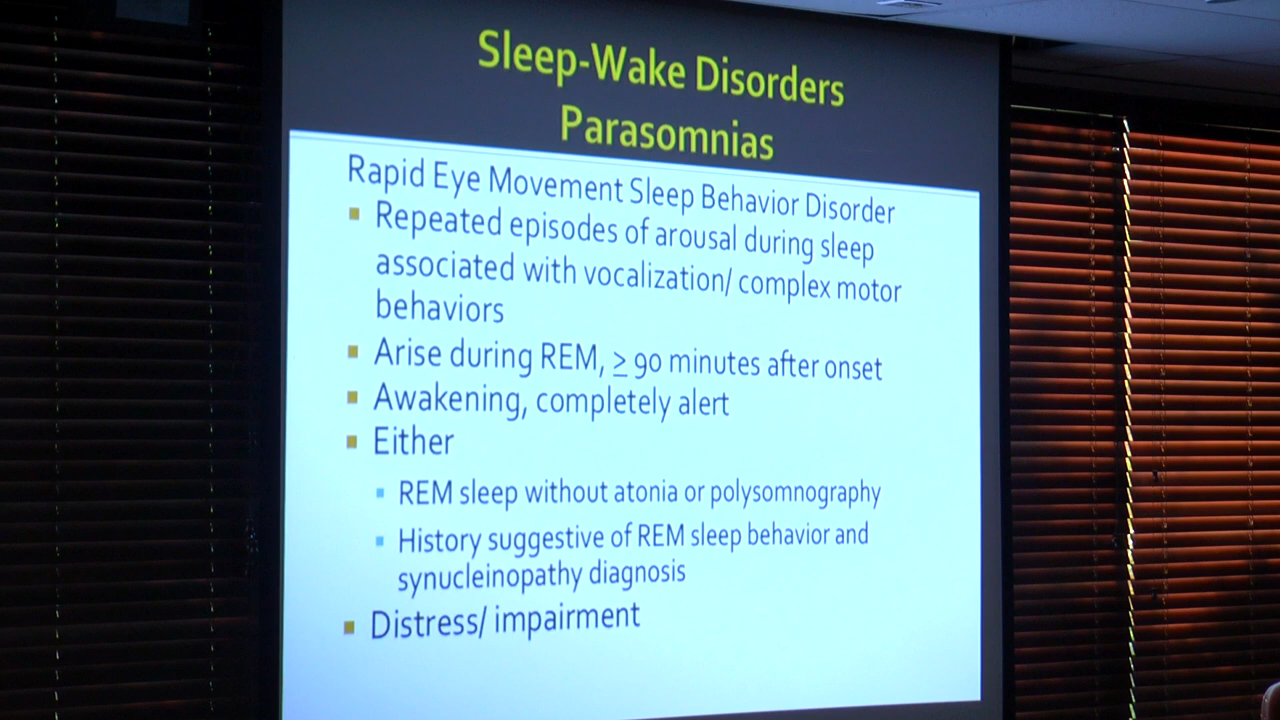 Sleep-Wake Disorders
Parasomnias
Rapid Eye Movement Sleep Behavior Disorder
Repeated episodes of arousal during sleep
associated with vocalization/ complex motor
behaviors
Arise during REM, ≥ 90 minutes after onset
Awakening, completely alert
Either
REM sleep without atonia or polysomnography
History suggestive of REM sleep behavior and
synucleinopathy diagnosis
Distress/ impairment